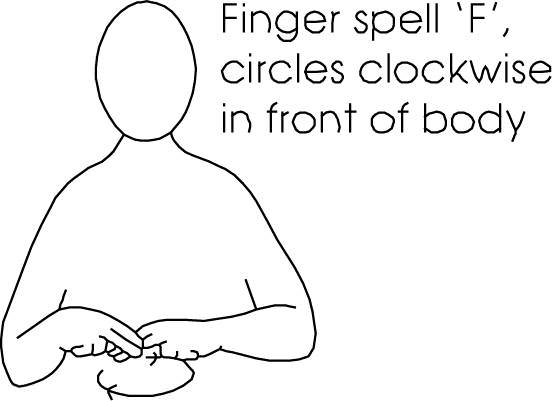 Finger spell ‘F’,
circles clockwise
in front of body